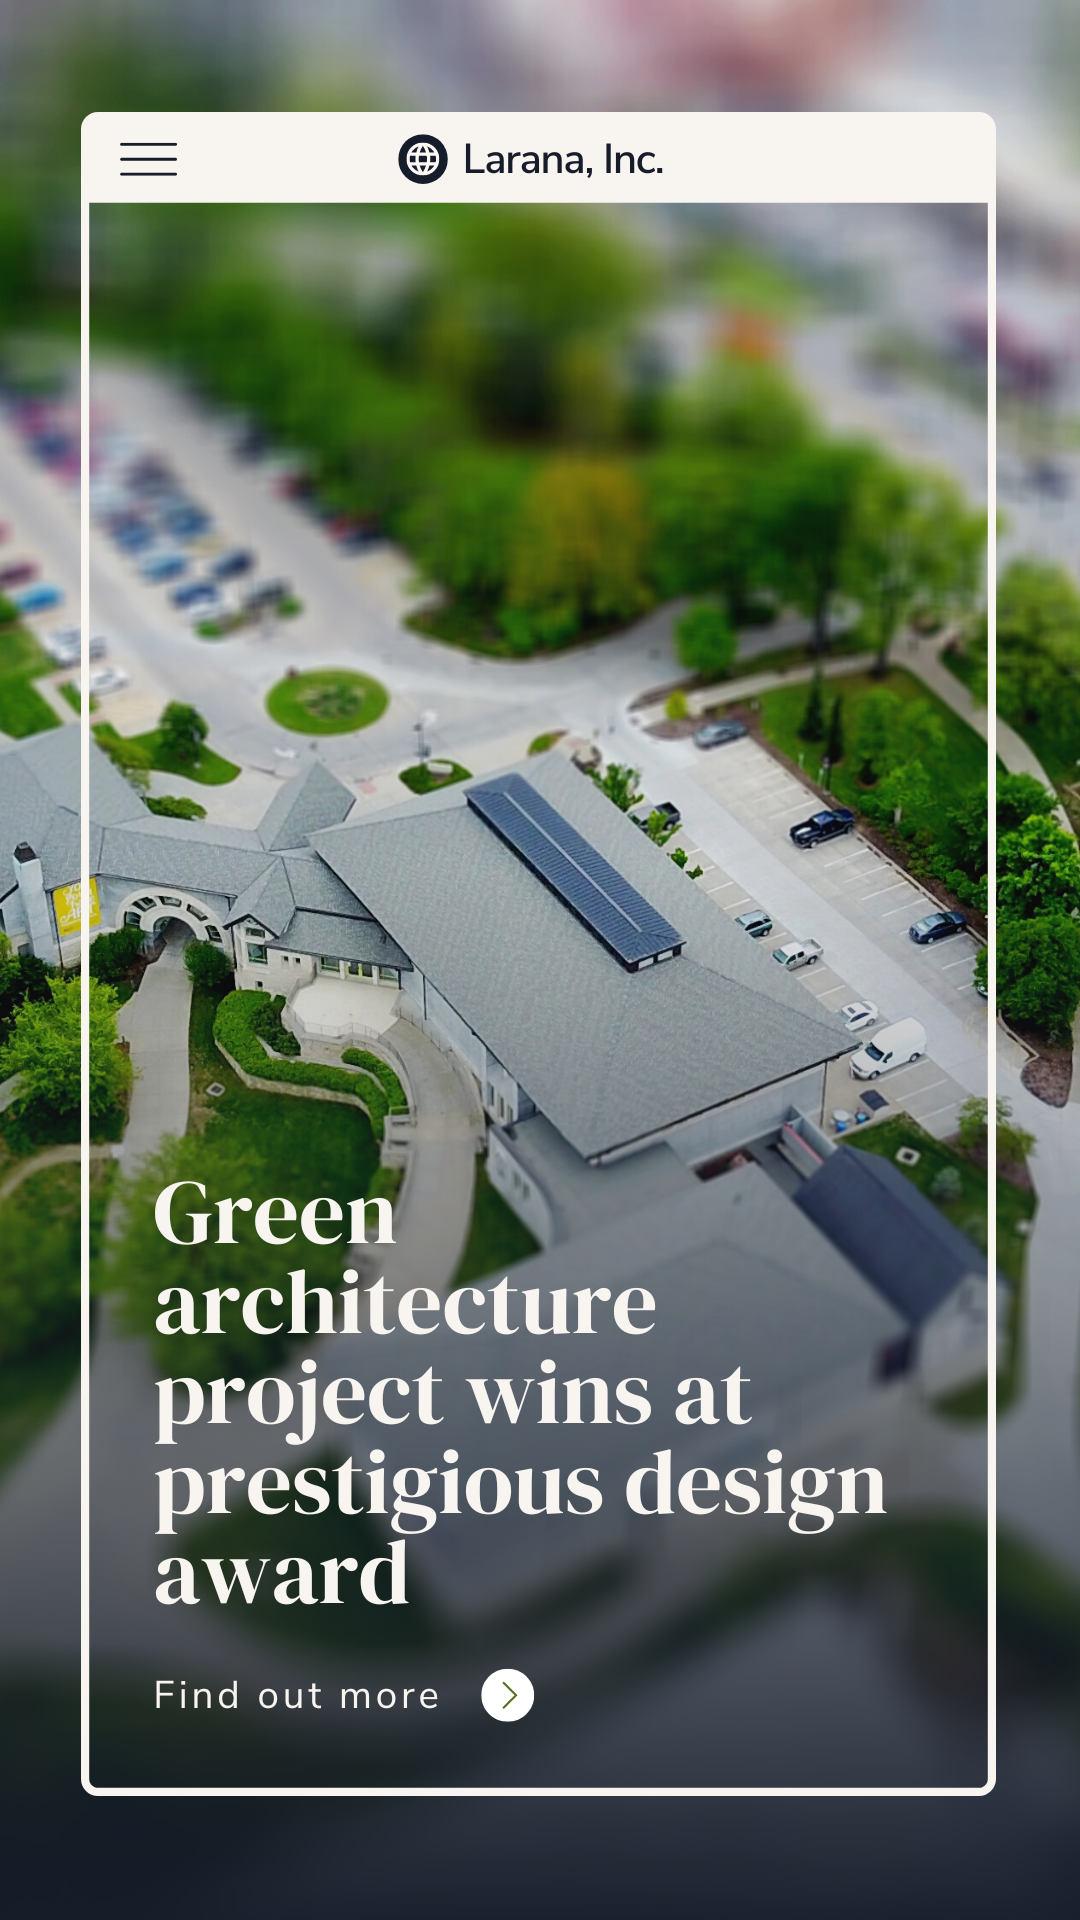 Larana, Inc.
Green
architecture
project wins at
prestigious design
award
Find out more